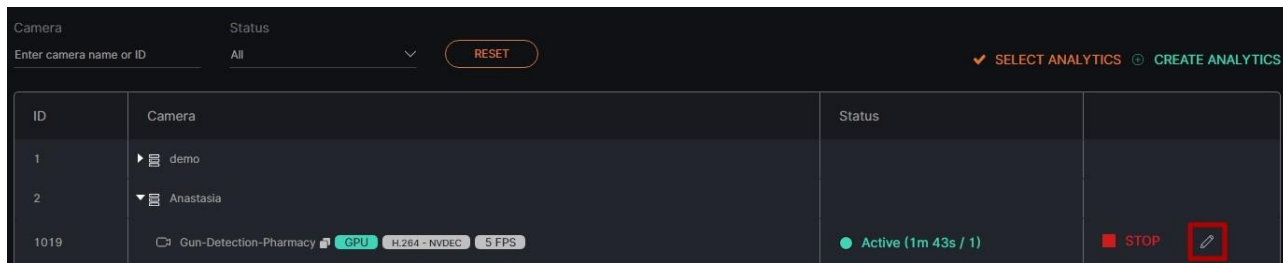 Camera Status
Enter camera name or ID All RESET
SELECT ANALYTICS CREATE ANALYTICS
ID Camera Status
1 demo
2 Anastasia
1019 Gun-Detection-Pharmacy GPU H.264 - NVDEC 5 FPS Active (1m 43s / 1) STOP